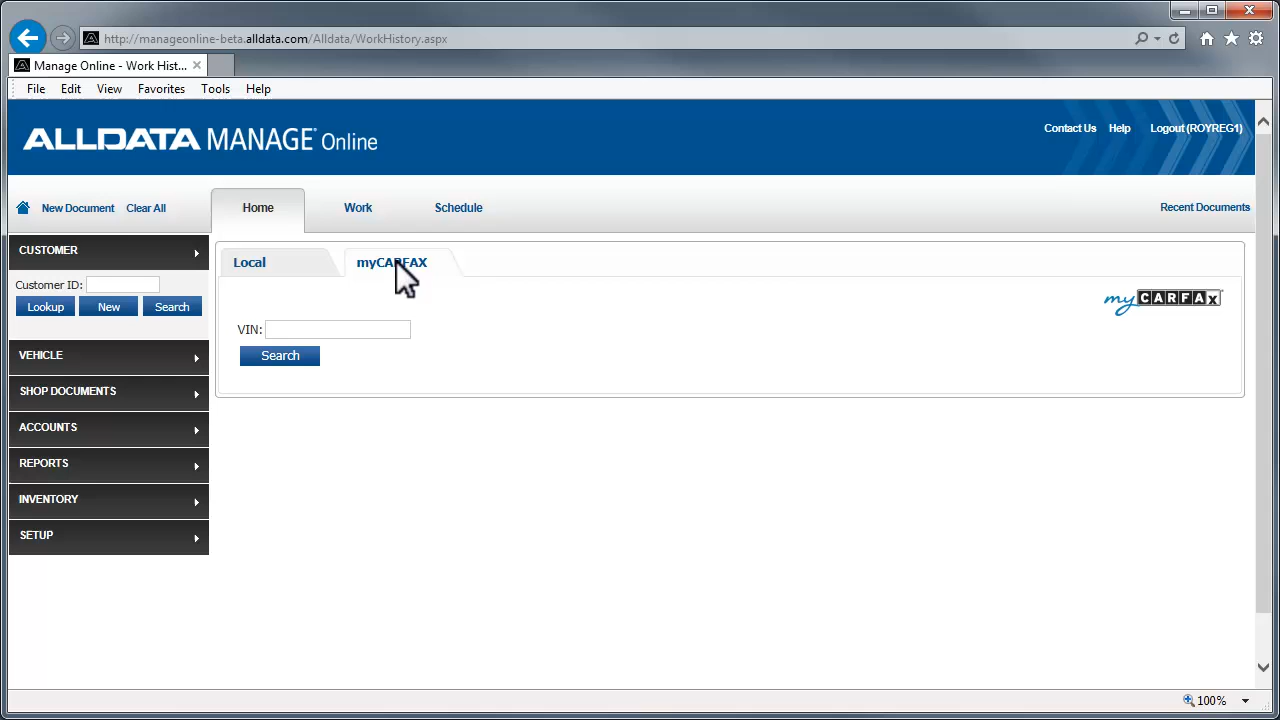 http://manageonline-beta.alldata.com/Alldata/WorkHistory.aspx
Manage Online - Work Hist...
File Edit View Favorites Tools Help
ALLDATA MANAGE Online
Contact Us Help Logout (ROYREG1)
New Document Clear All Home Work Schedule Recent Documents
CUSTOMER
Local myCARFAX
Customer ID:
Lookup New Search
my CARFAX
VIN:
Search
VEHICLE
SHOP DOCUMENTS
ACCOUNTS
REPORTS
INVENTORY
SETUP
100%